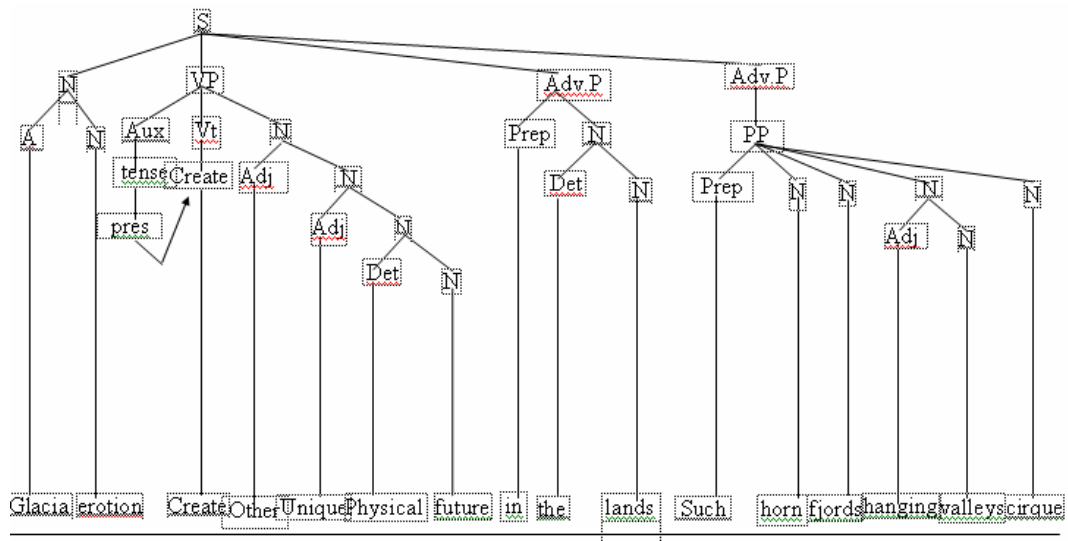 S
N VP Adv.P Adv.P
A N Aux Vt N Prep N PP
tense Create Adj N Det N Prep N N N N
pres Adj N Adj N
Det N
Glacia erotion Create Other Unique Physical future in the lands Such horn fjords hanging valleys cirque